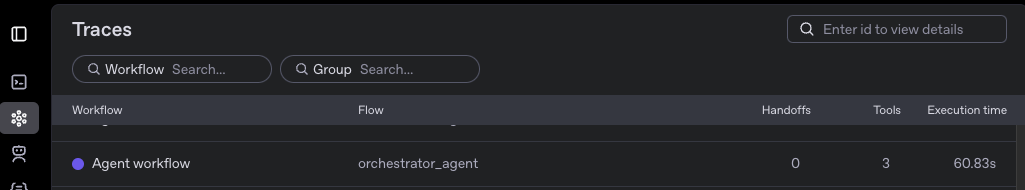 Traces
Enter id to view details
Workflow Search... Group Search...
Workflow Flow Handoffs Tools Execution time
Agent workflow orchestrator_agent 0 3 60.83s